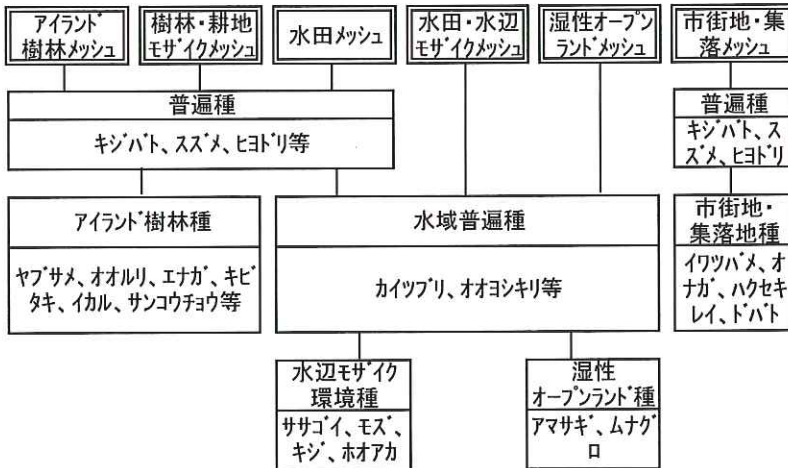 アイランド
樹林メッシュ
樹林・耕地
モザイクメッシュ
水田メッシュ
水田・水辺
モザイクメッシュ
湿性オープン
ランドメッシュ
市街地・集
落メッシュ
普遍種
キジバト、スズメ、ヒヨドリ等
普遍種
キジバト、ス
ズメ、ヒヨドリ
アイランド樹林種
ヤブサメ、オオルリ、エナガ、キビ
タキ、イカル、サンコウチョウ等
水域普遍種
カイツブリ、オオヨシキリ等
市街地・
集落地種
イワツバメ、オ
ナガ、ハクセキ
レイ、ドバト
水辺モザイク
環境種
ササゴイ、モズ、
キジ、ホオアカ
湿性
オープンランド種
アマサギ、ムナグ
ロ